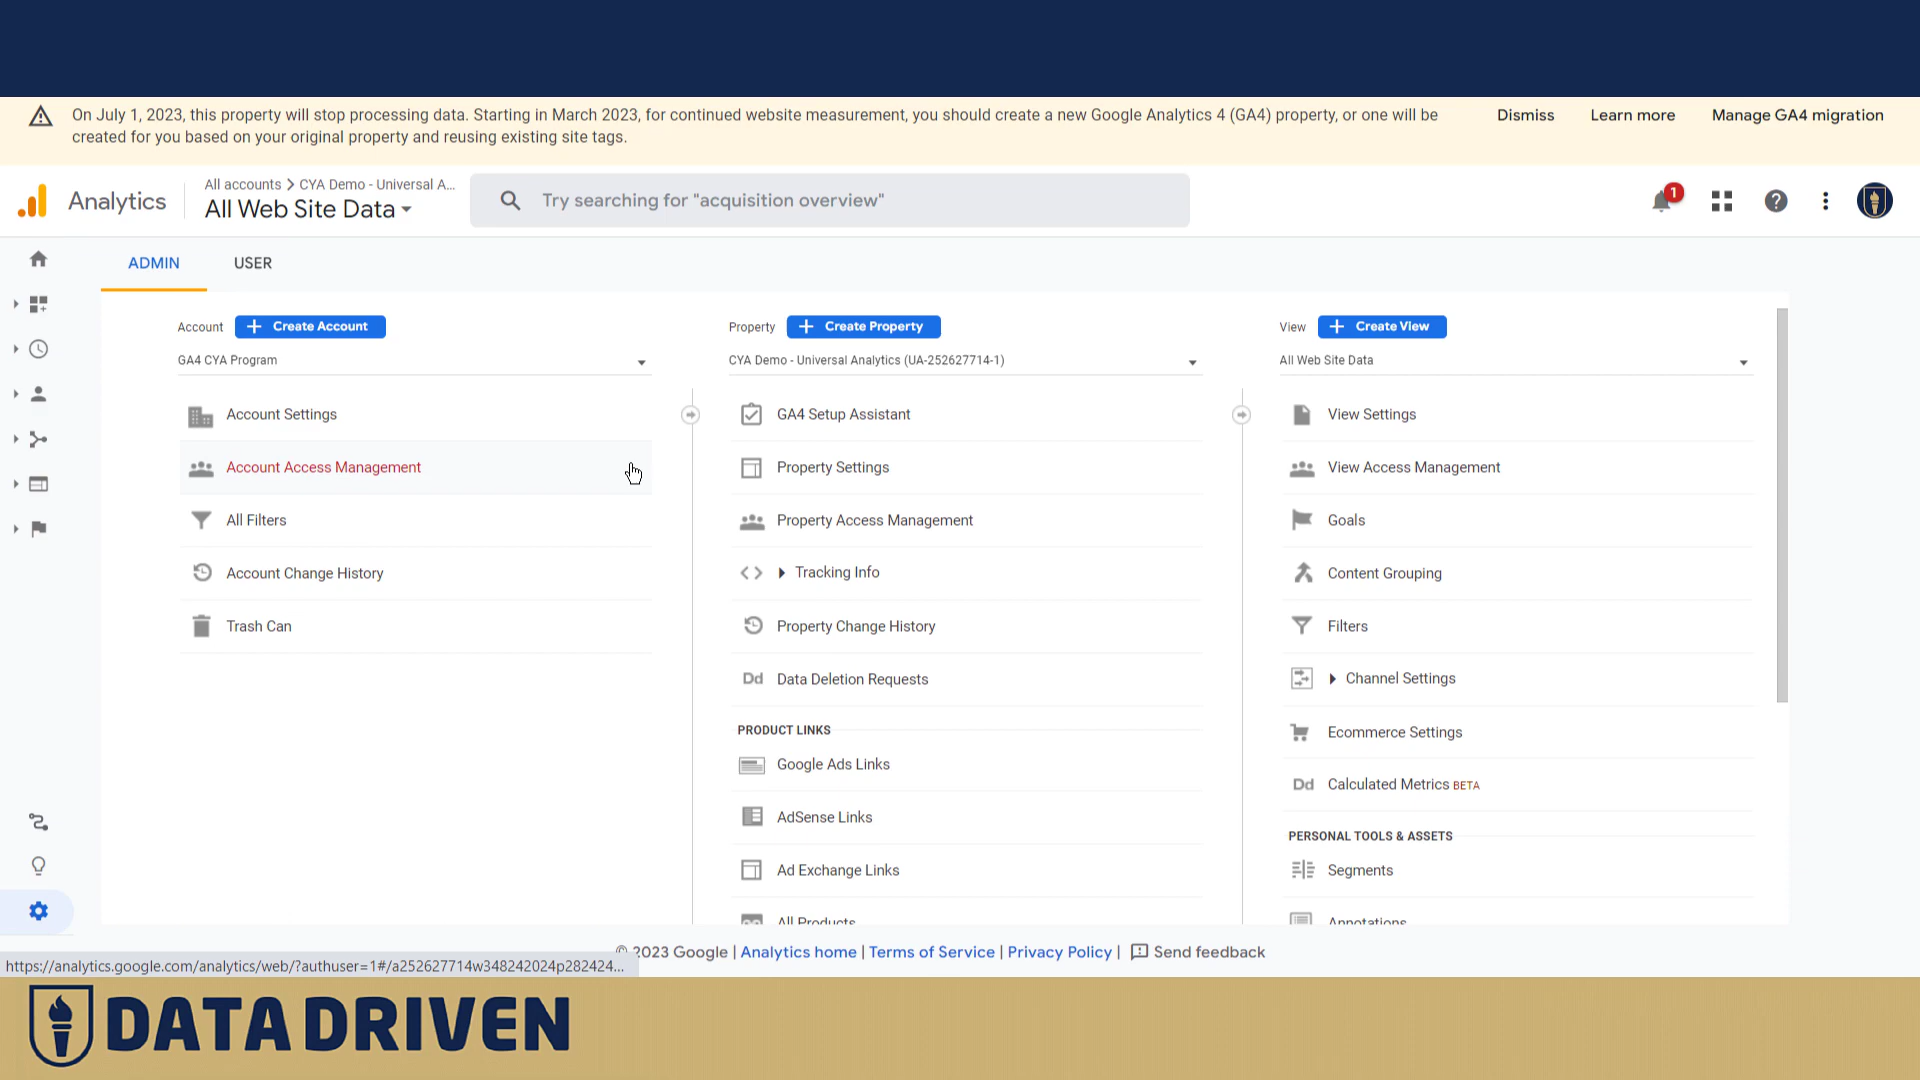 On July 1, 2023, this property will stop processing data. Starting in March 2023, for continued website measurement, you should create a new Google Analytics 4 (GA4) property, or one will be
created for you based on your original property and reusing existing site tags.
Dismiss
Learn more
Manage GA4 migration
Analytics
All accounts > CYA Demo - Universal A...
All Web Site Data
Try searching for "acquisition overview"
1
ADMIN
USER
Account
+ Create Account
GA4 CYA Program
Account Settings
Account Access Management
All Filters
Account Change History
Trash Can
Property
+ Create Property
CYA Demo - Universal Analytics (UA-252627714-1)
GA4 Setup Assistant
Property Settings
Property Access Management
Tracking Info
Property Change History
Dd Data Deletion Requests
PRODUCT LINKS
Google Ads Links
AdSense Links
Ad Exchange Links
All Products
View
+ Create View
All Web Site Data
View Settings
View Access Management
Goals
Content Grouping
Filters
Channel Settings
Ecommerce Settings
Dd Calculated Metrics BETA
PERSONAL TOOLS & ASSETS
Segments
Annotations
© 2023 Google | Analytics home | Terms of Service | Privacy Policy | Send feedback
https://analytics.google.com/analytics/web/?authuser=1#/a252627714w348242024p282424...
DATA DRIVEN